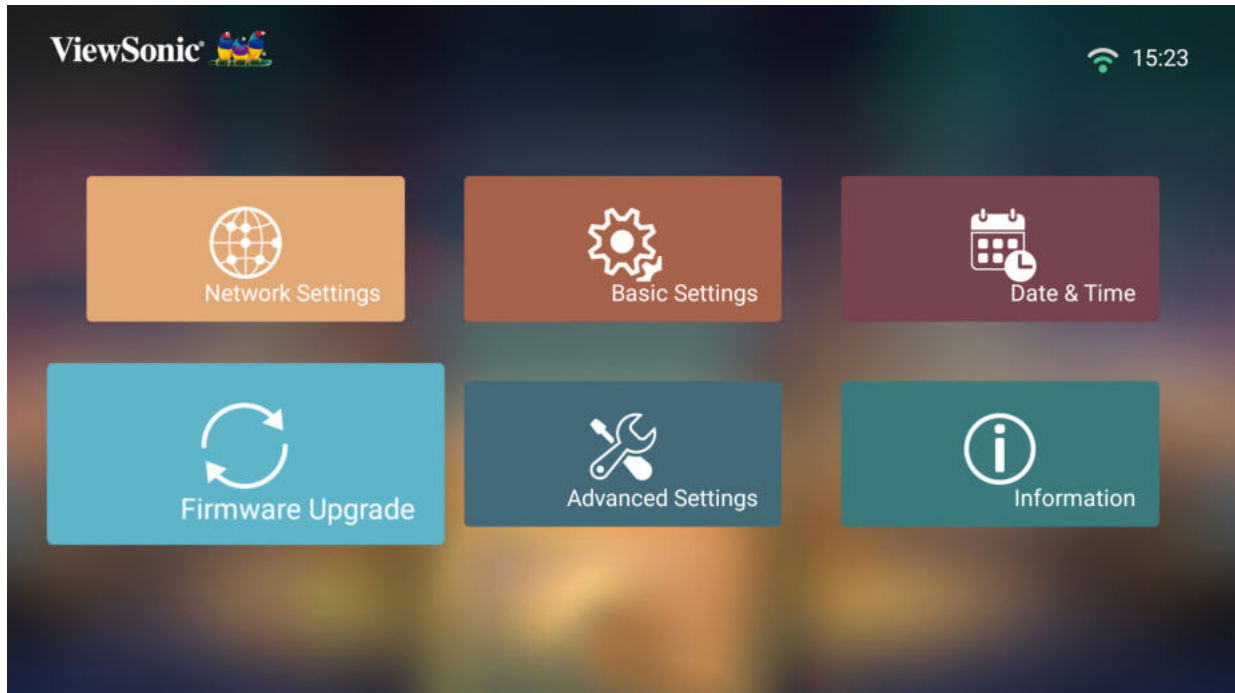 ViewSonic®
15:23
Network Settings
Basic Settings
Date & Time
Firmware Upgrade
Advanced Settings
Information